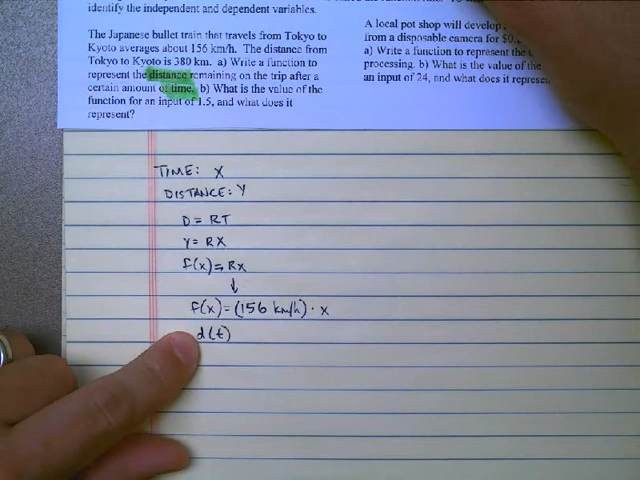 identify the independent and dependent variables.
The Japanese bullet train that travels from Tokyo to
Kyoto averages about 156 km/h. The distance from
Tokyo to Kyoto is 380 km. a) Write a function to
represent the distance remaining on the trip after a
certain amount of time. b) What is the value of the
function for an input of 1.5, and what does it
represent?
A local pot shop will develop
from a disposable camera for $0.
a) Write a function to represent the
processing. b) What is the value of the
an input of 24, and what does it represen
TIME: X
DISTANCE: Y
D = RT
Y = RX
f(x) = Rx
↓
f(x) = (156 km/h) · x
d(t)